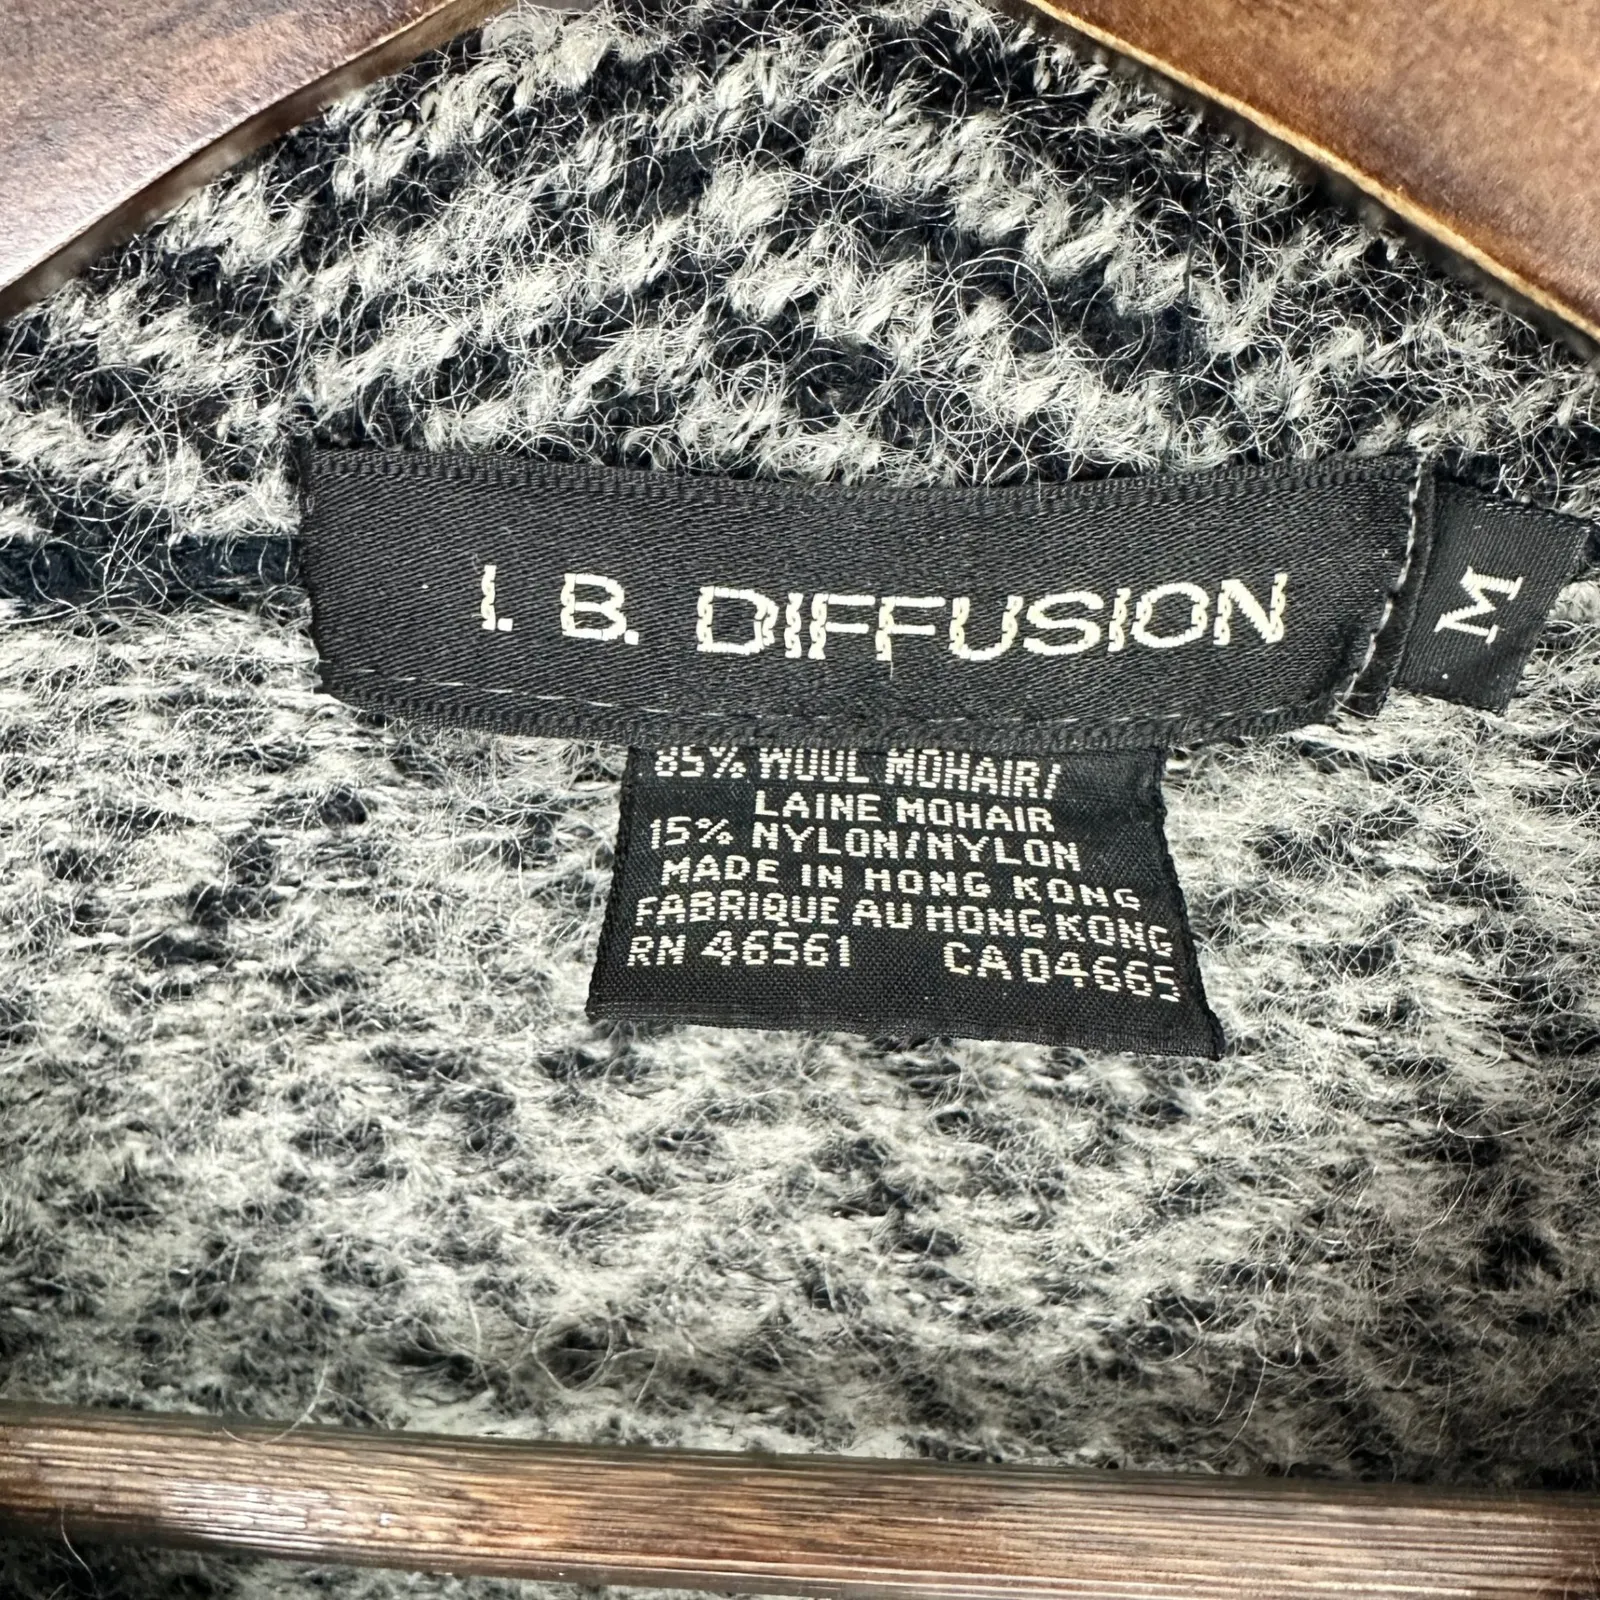 I. B. DIFFUSION
M
85% WOOL MOHAIR/
LAINE MOHAIR
15% NYLON/NYLON
MADE IN HONG KONG
FABRIQUE AU HONG KONG
RN 46561 CA 04665